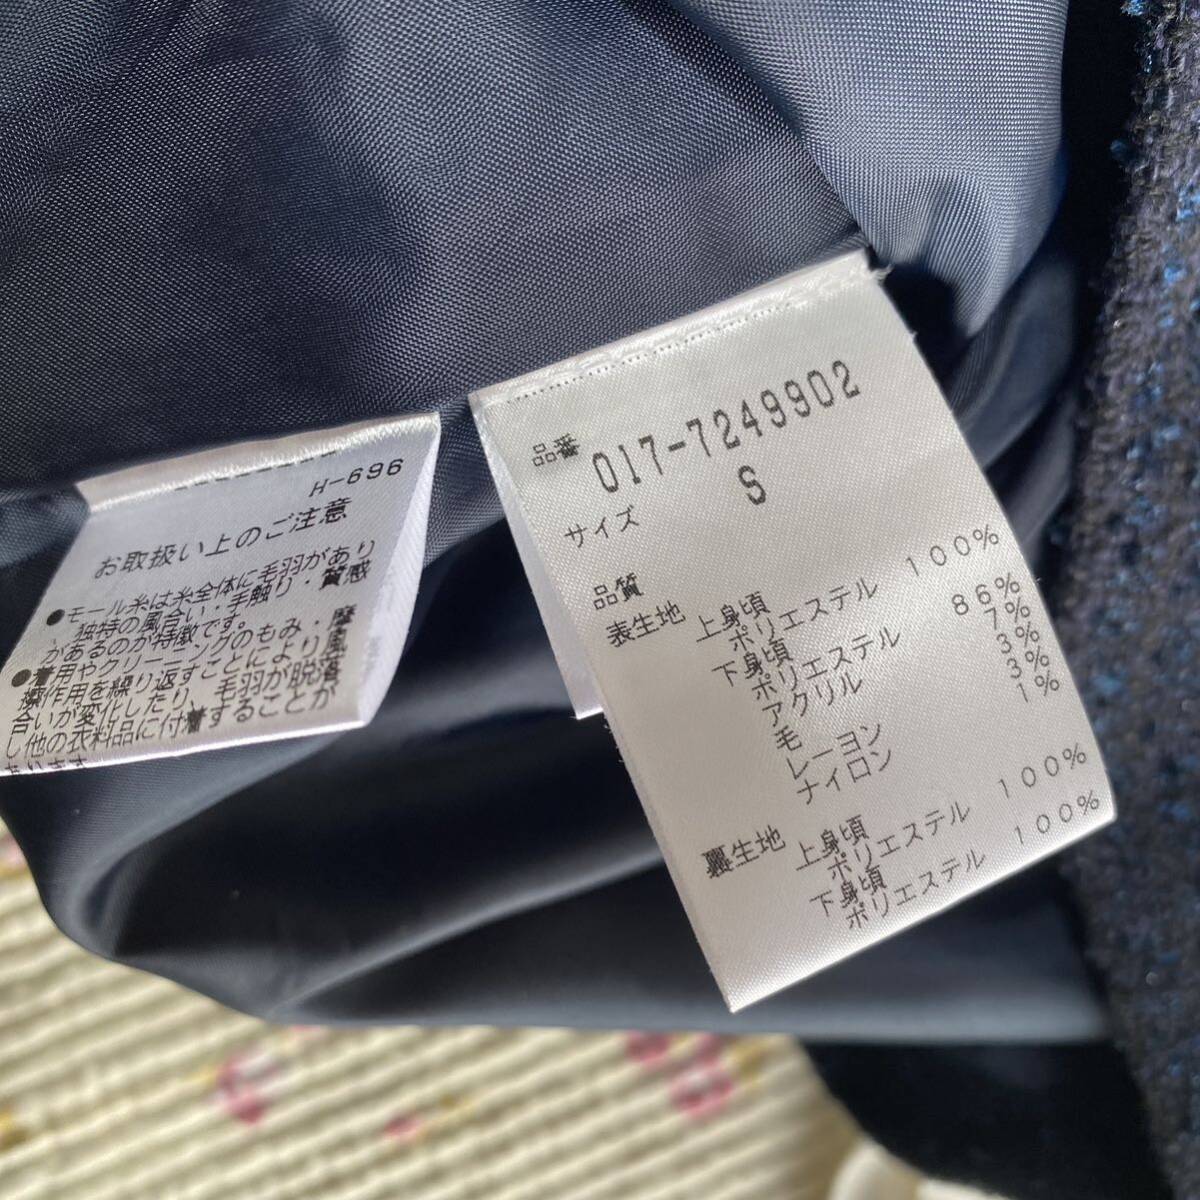 H-696
お取扱い上のご注意
●モール糸は糸全体に毛羽があり
独特の風合い・手触り・質感
があるのが特徴です。
●着用やクリーニングのもみ・摩
擦作用を繰り返すことにより風
合いが変化したり、毛羽が脱落
し他の衣料品に付着することが
品番 017-7249902
サイズ S
品質
表生地 上身頃
ポリエステル 100%
下身頃
ポリエステル 86%
アクリル 7%
毛 3%
レーヨン 3%
ナイロン 1%
裏生地 上身頃
ポリエステル 100%
下身頃
ポリエステル 100%